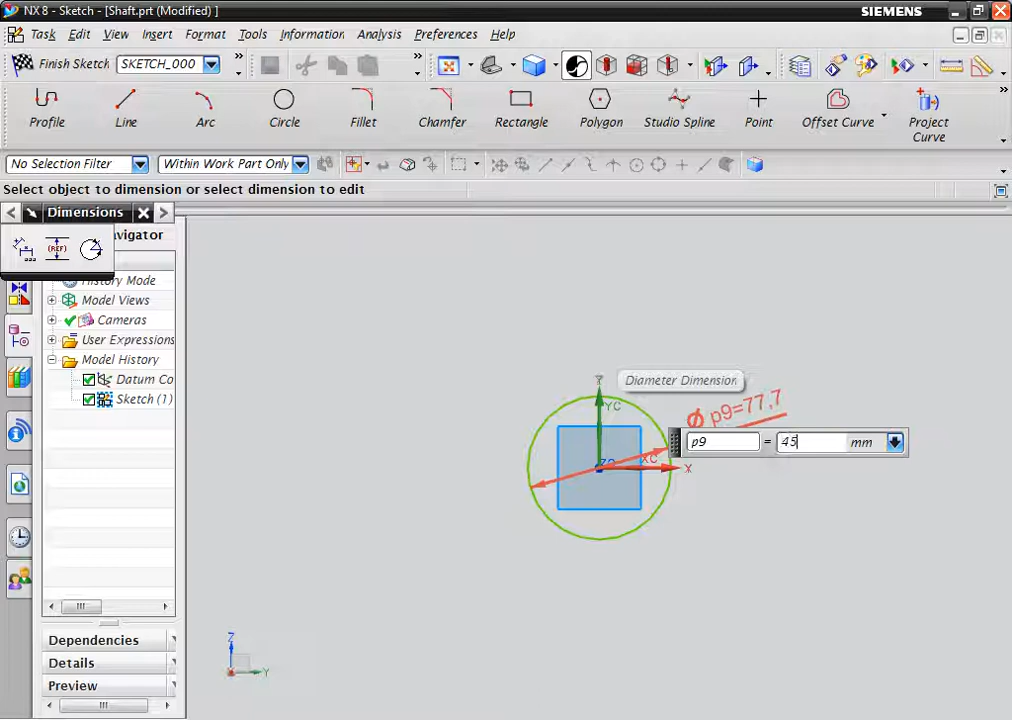 NX 8 - Sketch - [Shaft.prt (Modified) ]
SIEMENS
Task Edit View Insert Format Tools Information Analysis Preferences Help
Finish Sketch SKETCH_000
Profile Line Arc Circle Fillet Chamfer Rectangle Polygon Studio Spline Point Offset Curve Project Curve
No Selection Filter Within Work Part Only
Select object to dimension or select dimension to edit
Dimensions
vigator
(REF)
History Mode
Model Views
Cameras
User Expressions
Model History
Datum Co
Sketch (1)
Dependencies
Details
Preview
Diameter Dimension
Ø p9=77,7
p9 = 45 mm
Y
YC
XC
X
Z
Y